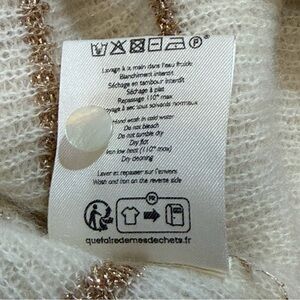 P
Lavage à la main dans l'eau froide
Blanchiment interdit
Séchage en tambour interdit
Séchage à plat
Repassage 110° max
Nettoyage à sec sous solvants normaux
Hand wash in cold water
Do not bleach
Do not tumble dry
Dry flat
Iron low heat (110° max)
Dry cleaning
Laver et repasser sur l'envers
Wash and Iron on the reverse side
FR
quefairedemesdechets.fr